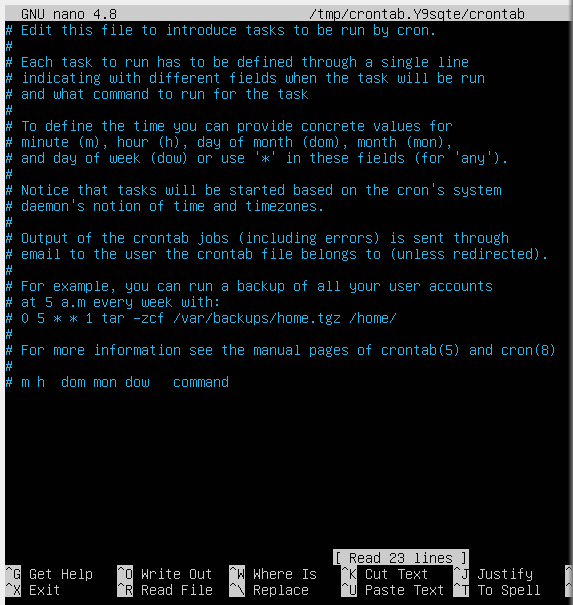 GNU nano 4.8 /tmp/crontab.Y9sqte/crontab
# Edit this file to introduce tasks to be run by cron.
#
# Each task to run has to be defined through a single line
# indicating with different fields when the task will be run
# and what command to run for the task
#
# To define the time you can provide concrete values for
# minute (m), hour (h), day of month (dom), month (mon),
# and day of week (dow) or use '*' in these fields (for 'any').
#
# Notice that tasks will be started based on the cron's system
# daemon's notion of time and timezones.
#
# Output of the crontab jobs (including errors) is sent through
# email to the user the crontab file belongs to (unless redirected).
#
# For example, you can run a backup of all your user accounts
# at 5 a.m every week with:
# 0 5 * * 1 tar -zcf /var/backups/home.tgz /home/
#
# For more information see the manual pages of crontab(5) and cron(8)
#
# m h  dom mon dow   command
[ Read 23 lines ]
^G Get Help ^O Write Out ^W Where Is ^K Cut Text ^J Justify ^
^X Exit ^R Read File ^\ Replace ^U Paste Text ^T To Spell ^